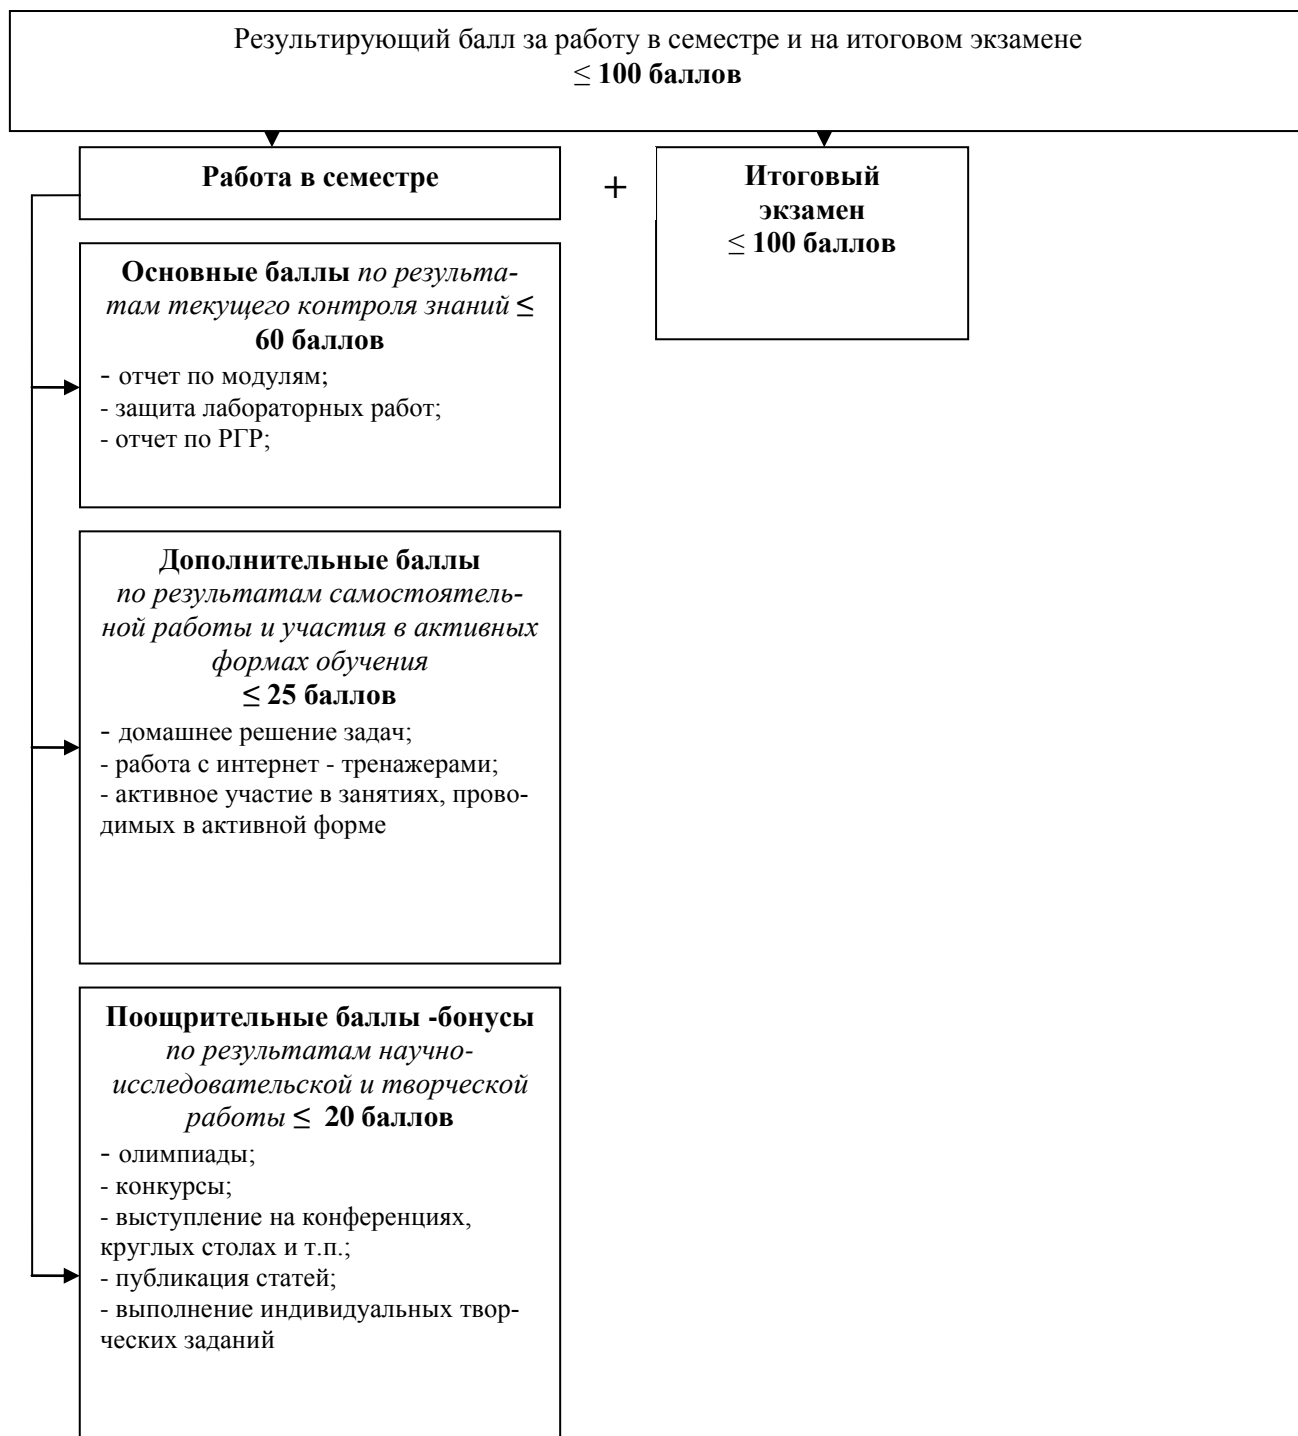 Результирующий балл за работу в семестре и на итоговом экзамене
≤ 100 баллов
Работа в семестре
+
Итоговый
экзамен
≤ 100 баллов
Основные баллы по результа-
там текущего контроля знаний ≤
60 баллов
- отчет по модулям;
- защита лабораторных работ;
- отчет по РГР;
Дополнительные баллы
по результатам самостоятель-
ной работы и участия в активных
формах обучения
≤ 25 баллов
- домашнее решение задач;
- работа с интернет - тренажерами;
- активное участие в занятиях, прово-
димых в активной форме
Поощрительные баллы -бонусы
по результатам научно-
исследовательской и творческой
работы ≤ 20 баллов
- олимпиады;
- конкурсы;
- выступление на конференциях,
круглых столах и т.п.;
- публикация статей;
- выполнение индивидуальных твор-
ческих заданий